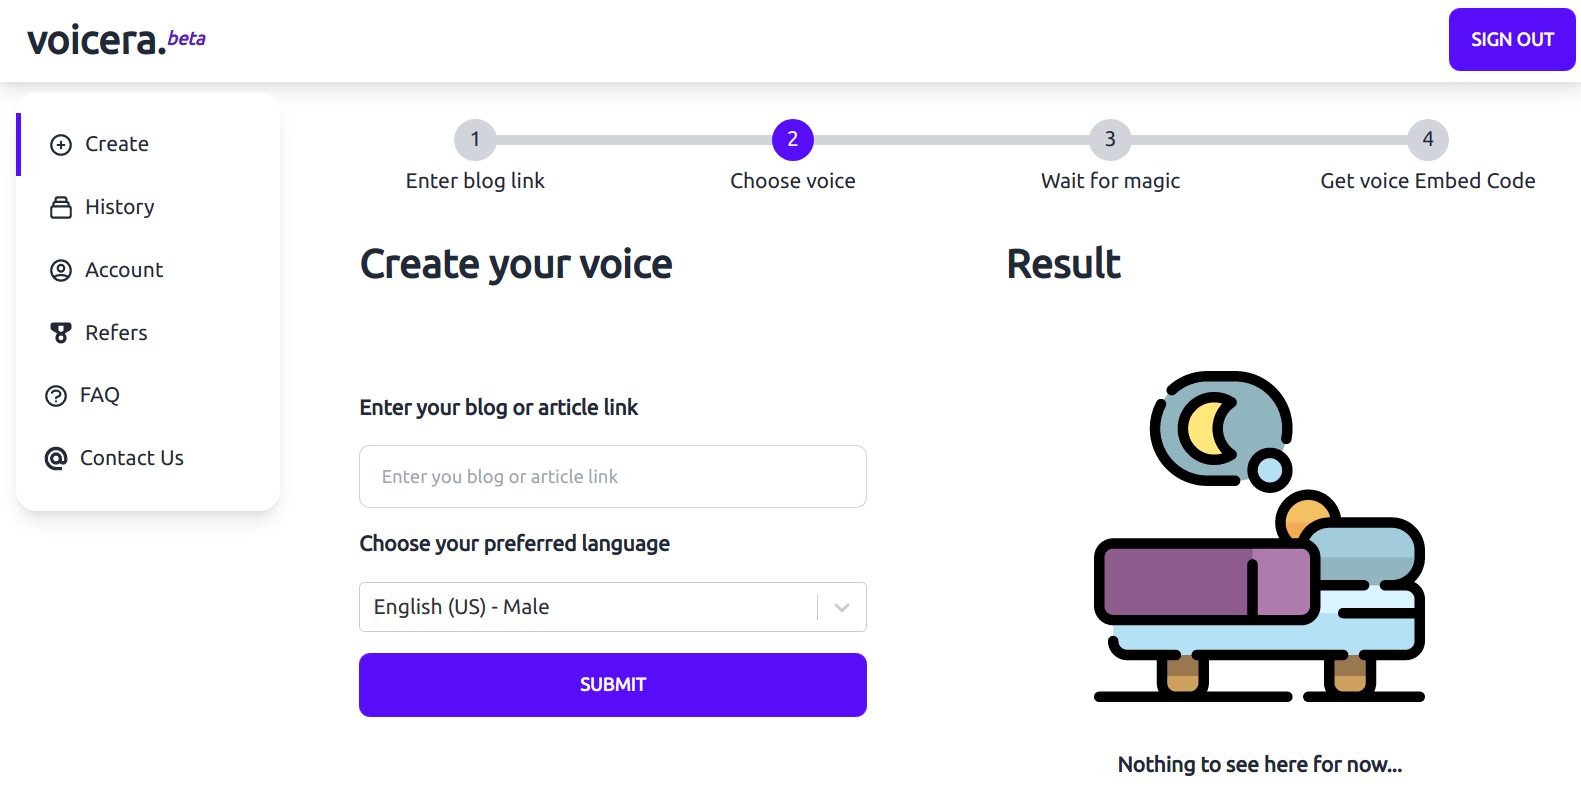 voicera.beta
SIGN OUT
Create
History
Account
Refers
FAQ
Contact Us
1
2
3
4
Enter blog link
Choose voice
Wait for magic
Get voice Embed Code
Create your voice
Enter your blog or article link
Enter you blog or article link
Choose your preferred language
English (US) - Male
SUBMIT
Result
Nothing to see here for now...